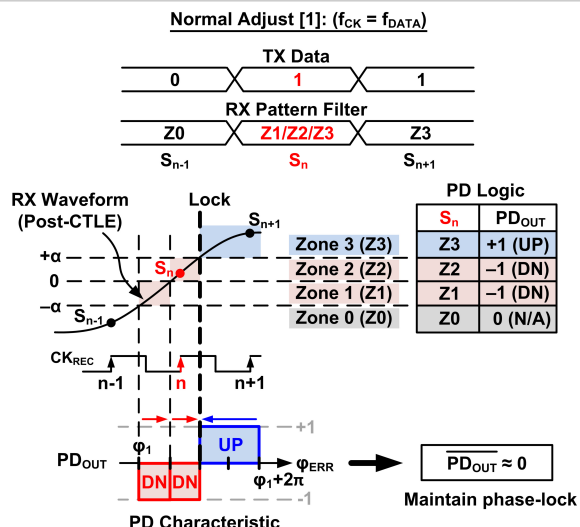 Normal Adjust [1]: (fCK = fDATA)
TX Data
0 1 1
RX Pattern Filter
Z0 Z1/Z2/Z3 Z3
Sn-1 Sn Sn+1
RX Waveform
(Post-CTLE)
Lock
Sn+1
+α
Sn
0
−α
Sn-1
Zone 3 (Z3)
Zone 2 (Z2)
Zone 1 (Z1)
Zone 0 (Z0)
PD Logic
Sn PDOUT
Z3 +1 (UP)
Z2 −1 (DN)
Z1 −1 (DN)
Z0 0 (N/A)
CKREC
n-1 n n+1
+1
φ1
UP
PDOUT
φERR
φ1+2π
DN DN
-1
PD Characteristic
PDOUT ≈ 0
Maintain phase-lock